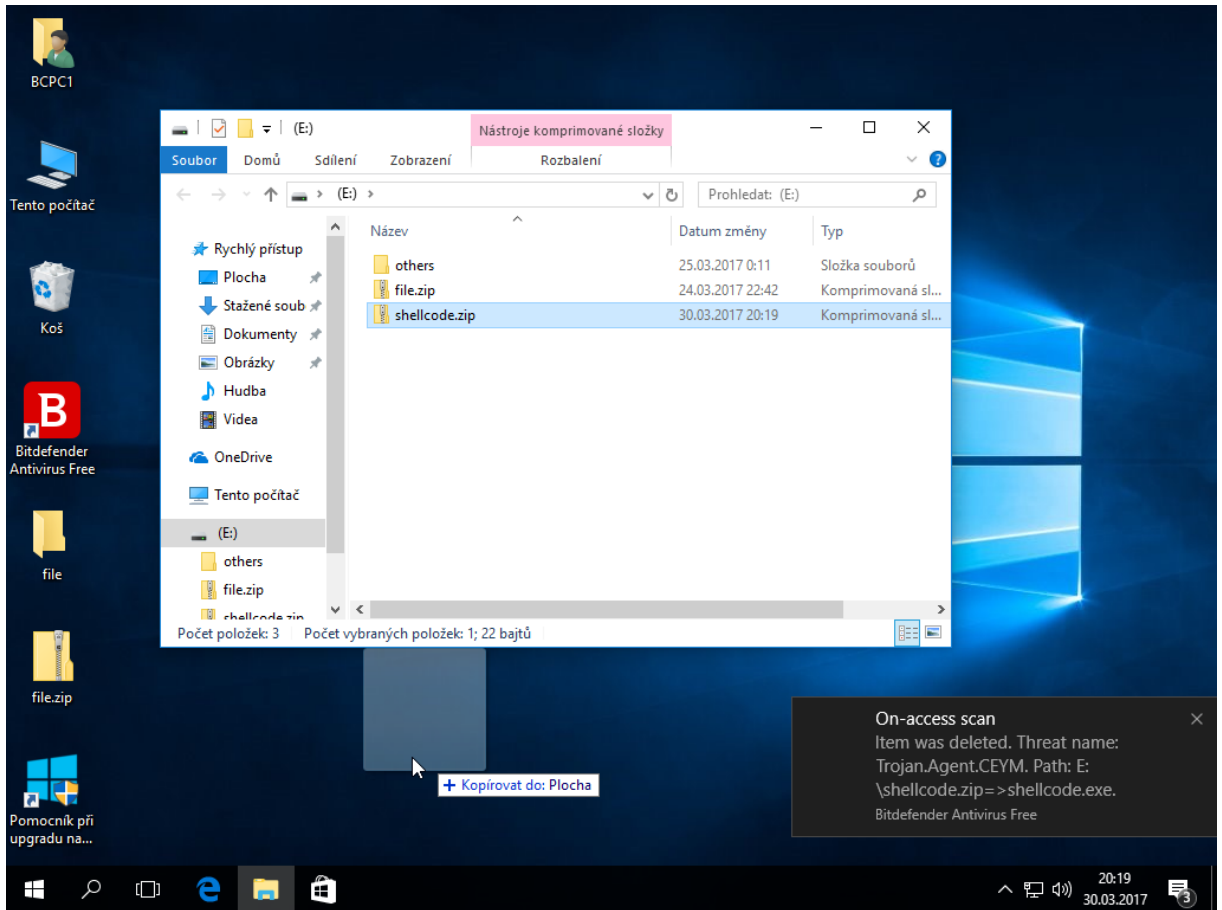 BCPC1
Tento počítač
Koš
Bitdefender
Antivirus Free
file
file.zip
Pomocník při
upgradu na...
(E:)
Nástroje komprimované složky
Soubor
Domů
Sdílení
Zobrazení
Rozbalení
(E:)
Prohledat: (E:)
Rychlý přístup
Plocha
Stažené soub
Dokumenty
Obrázky
Hudba
Videa
OneDrive
Tento počítač
(E:)
others
file.zip
shellcode.zip
Název
Datum změny
Typ
others
25.03.2017 0:11
Složka souborů
file.zip
24.03.2017 22:42
Komprimovaná sl...
shellcode.zip
30.03.2017 20:19
Komprimovaná sl...
Počet položek: 3
Počet vybraných položek: 1; 22 bajtů
+ Kopírovat do: Plocha
On-access scan
Item was deleted. Threat name:
Trojan.Agent.CEYM. Path: E:
\shellcode.zip=>shellcode.exe.
Bitdefender Antivirus Free
20:19
30.03.2017
3